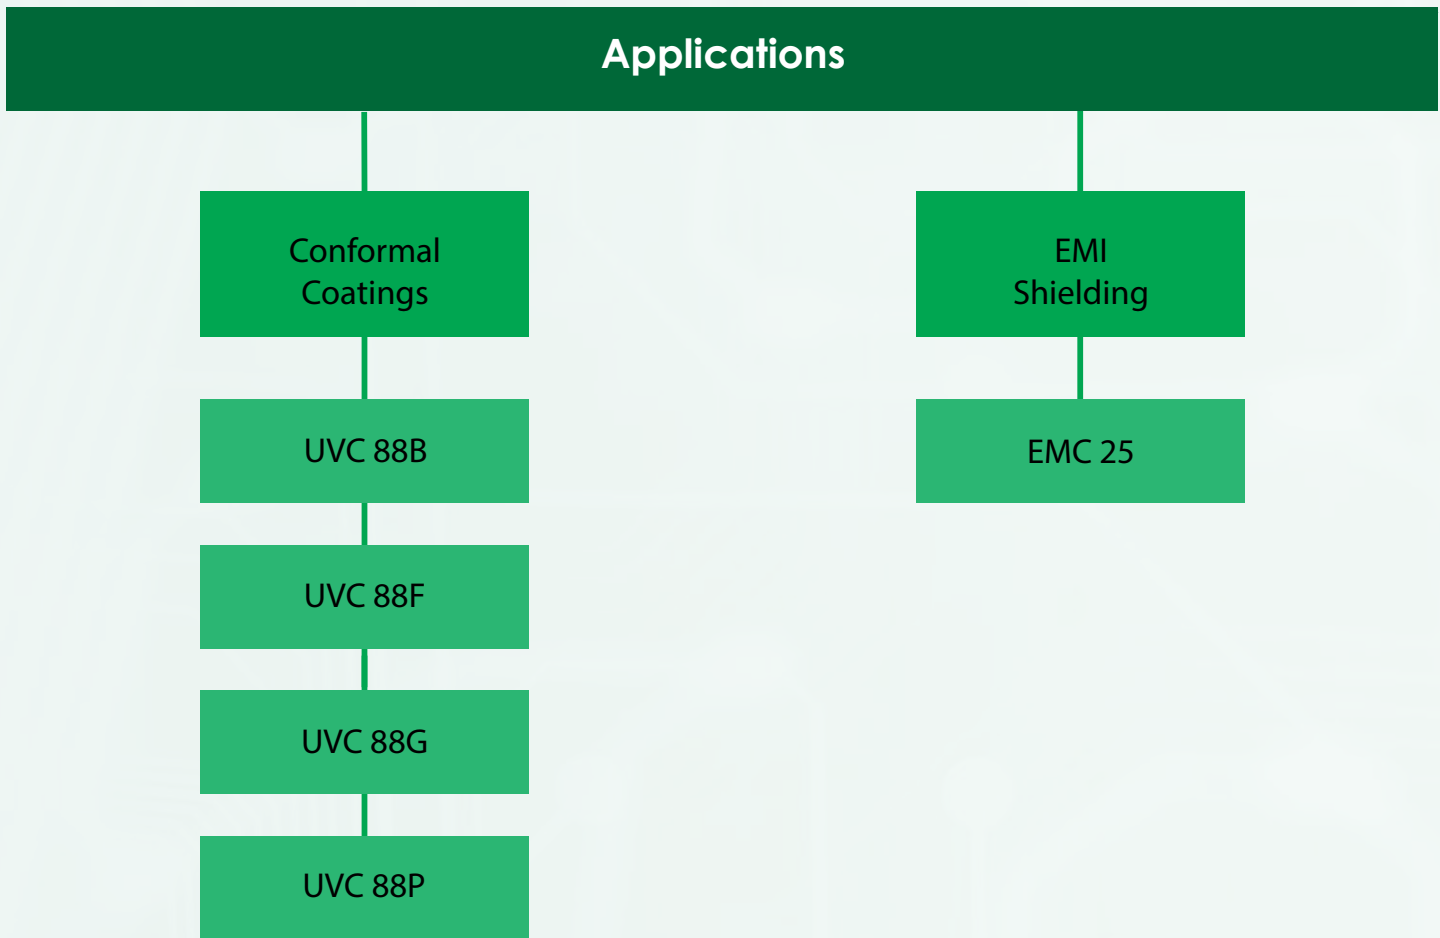 Applications
Conformal
Coatings
EMI
Shielding
UVC 88B
EMC 25
UVC 88F
UVC 88G
UVC 88P